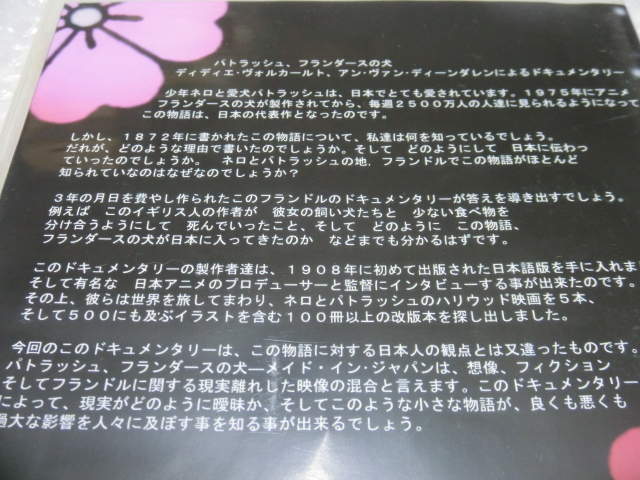 パトラッシュ、フランダースの犬
ディディエ・ヴォルカールト、アン・ヴァン・ディーンダレンによるドキュメンタリー
少年ネロと愛犬パトラッシュは、日本でとても愛されています。1975年にアニメ
フランダースの犬が製作されてから、毎週2500万人の人達に見られるようになって
この物語は、日本の代表作となったのです。
しかし、1872年に書かれたこの物語について、私達は何を知っているでしょう。
だれが、どのような理由で書いたのでしょうか。そして どのようにして 日本に伝わっ
ていったのでしょうか。 ネロとパトラッシュの地，フランドルでこの物語がほとんど
知られていなのはなぜなのでしょうか？
3年の月日を費やし作られたこのフランドルのドキュメンタリーが答えを導き出すでしょう。
例えば このイギリス人の作者が 彼女の飼い犬たちと 少ない食べ物を
分け合うようにして 死んでいったこと、そして どのように この物語、
フランダースの犬が日本に入ってきたのか などまでも分かるはずです。
このドキュメンタリーの製作者達は、1908年に初めて出版された日本語版を手に入れま
そして有名な 日本アニメのプロデューサーと監督にインタビューする事が出来たのです。
その上、彼らは世界を旅してまわり、ネロとパトラッシュのハリウッド映画を5本、
そして500にも及ぶイラストを含む100冊以上の改版本を探し出しました。
今回のこのドキュメンタリーは、この物語に対する日本人の観点とは又違ったものです。
パトラッシュ、フランダースの犬―メイド・イン・ジャパンは、想像、フィクション
そしてフランドルに関する現実離れした映像の混合と言えます。このドキュメンタリー
によって、現実がどのように曖昧か、そしてこのような小さな物語が、良くも悪くも
過大な影響を人々に及ぼす事を知る事が出来るでしょう。